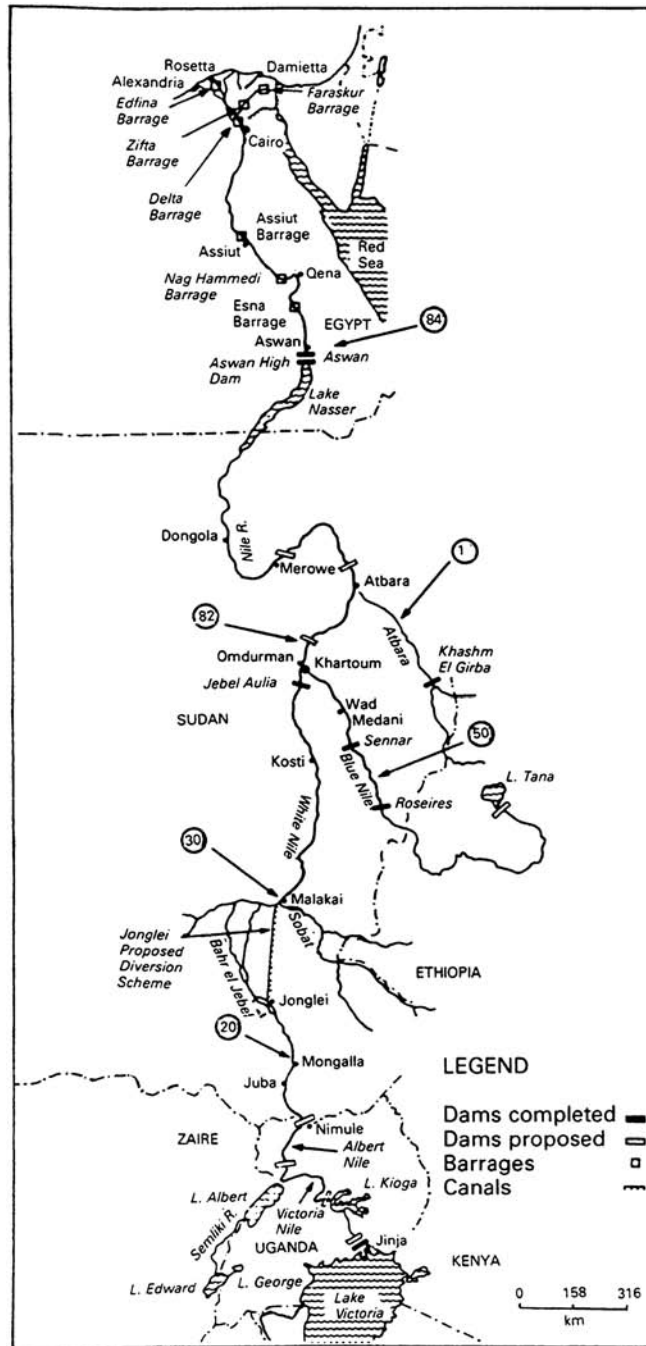 Rosetta
Damietta
Alexandria
Edfina
Barrage
Faraskur
Barrage
Zifta
Barrage
Cairo
Delta
Barrage
Assiut
Barrage
Assiut
Red
Sea
Nag Hammedi
Barrage
Qena
Esna
Barrage
EGYPT
84
Aswan
Aswan High
Dam
Aswan
Lake
Nasser
Dongola
Nile R.
Merowe
Atbara
1
82
Atbara
Omdurman
Khartoum
Khashm
El Girba
Jebel Aulia
Wad
Medani
SUDAN
Sennar
50
Kosti
Blue Nile
L. Tana
Roseires
White Nile
30
Malakai
Sobat
Jonglei
Proposed
Diversion
Scheme
Bahr el Jebel
ETHIOPIA
Jonglei
20
Mongalla
Juba
LEGEND
Dams completed
Dams proposed
Barrages
Canals
Nimule
ZAIRE
Albert
Nile
L. Albert
L. Kioga
Semliki R.
Victoria
Nile
UGANDA
Jinja
KENYA
L. Edward
L. George
Lake
Victoria
0 158 316
km